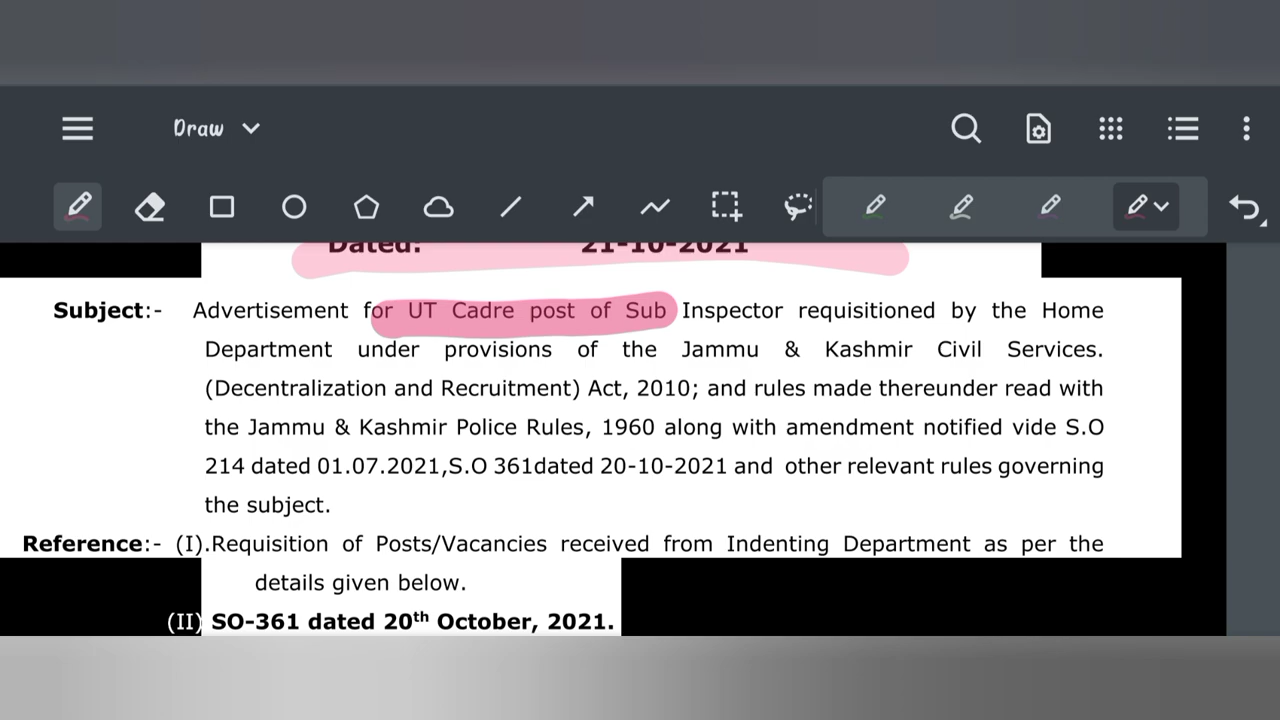 Draw
Dated: 21-10-2021
Subject:- Advertisement for UT Cadre post of Sub Inspector requisitioned by the Home
Department under provisions of the Jammu & Kashmir Civil Services.
(Decentralization and Recruitment) Act, 2010; and rules made thereunder read with
the Jammu & Kashmir Police Rules, 1960 along with amendment notified vide S.O
214 dated 01.07.2021,S.O 361dated 20-10-2021 and other relevant rules governing
the subject.
Reference:- (I).Requisition of Posts/Vacancies received from Indenting Department as per the
details given below.
(II) SO-361 dated 20th October, 2021.